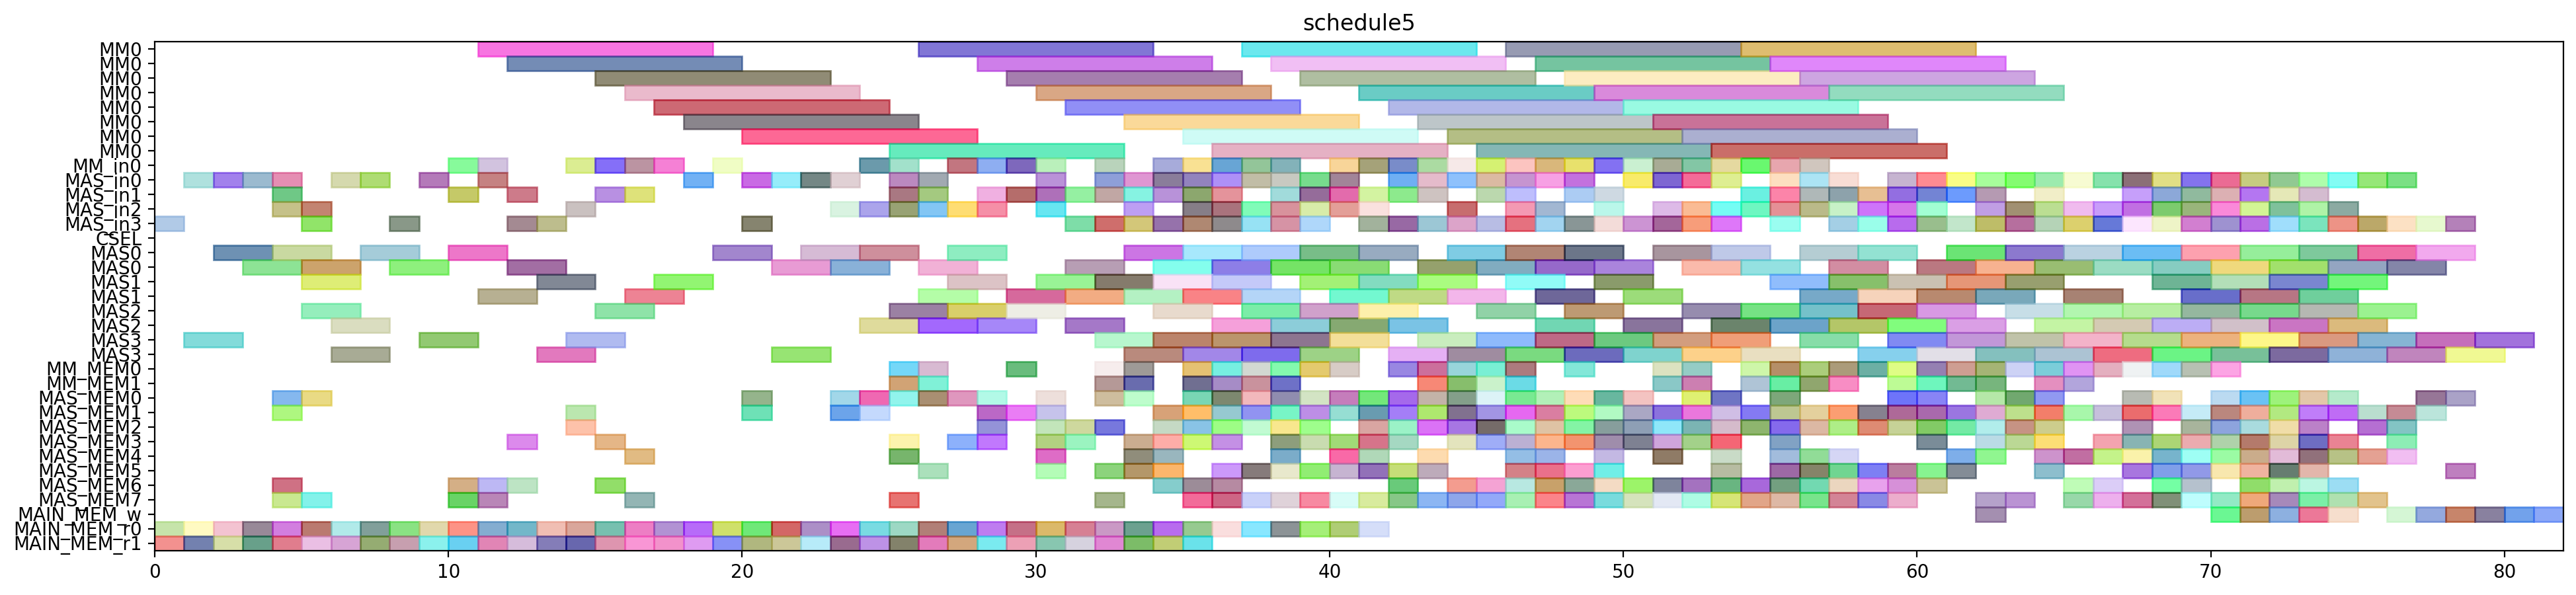 schedule5
MM0
MM0
MM0
MM0
MM0
MM0
MM0
MM0
MM_in0
MAS_in0
MAS_in1
MAS_in2
MAS_in3
CSEL
MAS0
MAS0
MAS1
MAS1
MAS2
MAS2
MAS3
MAS3
MM_MEM0
MM_MEM1
MAS_MEM0
MAS_MEM1
MAS_MEM2
MAS_MEM3
MAS_MEM4
MAS_MEM5
MAS_MEM6
MAS_MEM7
MAIN_MEM_w
MAIN_MEM_r0
MAIN_MEM_r1
0 10 20 30 40 50 60 70 80